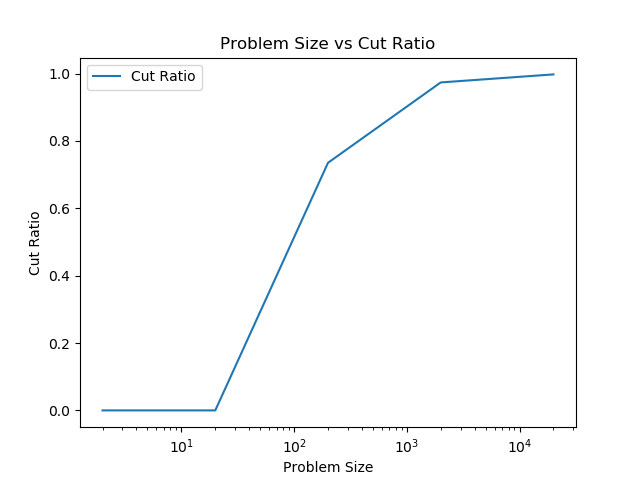 Problem Size vs Cut Ratio
Cut Ratio
1.0
0.8
0.6
0.4
0.2
0.0
Cut Ratio
10¹
10²
10³
10⁴
Problem Size